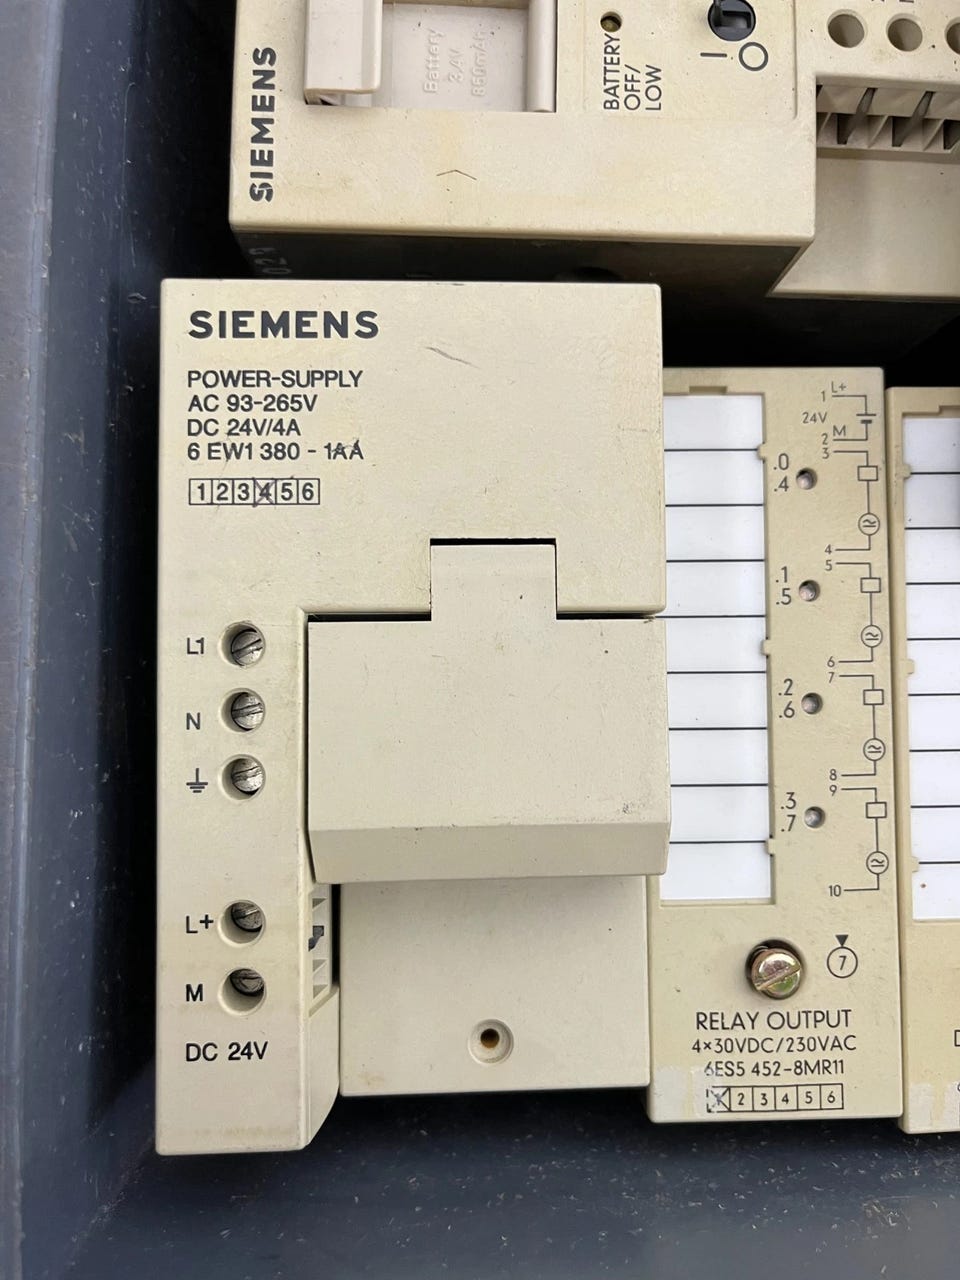 SIEMENS
Battery
3,4V
850mAh
BATTERY
OFF/
LOW
I
O
SIEMENS
POWER-SUPPLY
AC 93-265V
DC 24V/4A
6 EW1 380 - 1AA
1 2 3 4 5 6
L1
N
L+
M
DC 24V
L+
1
24V
M
2
3
.0
.4
4
5
.1
.5
6
7
.2
.6
8
9
.3
.7
10
7
RELAY OUTPUT
4×30VDC/230VAC
6ES5 452-8MR11
1 2 3 4 5 6